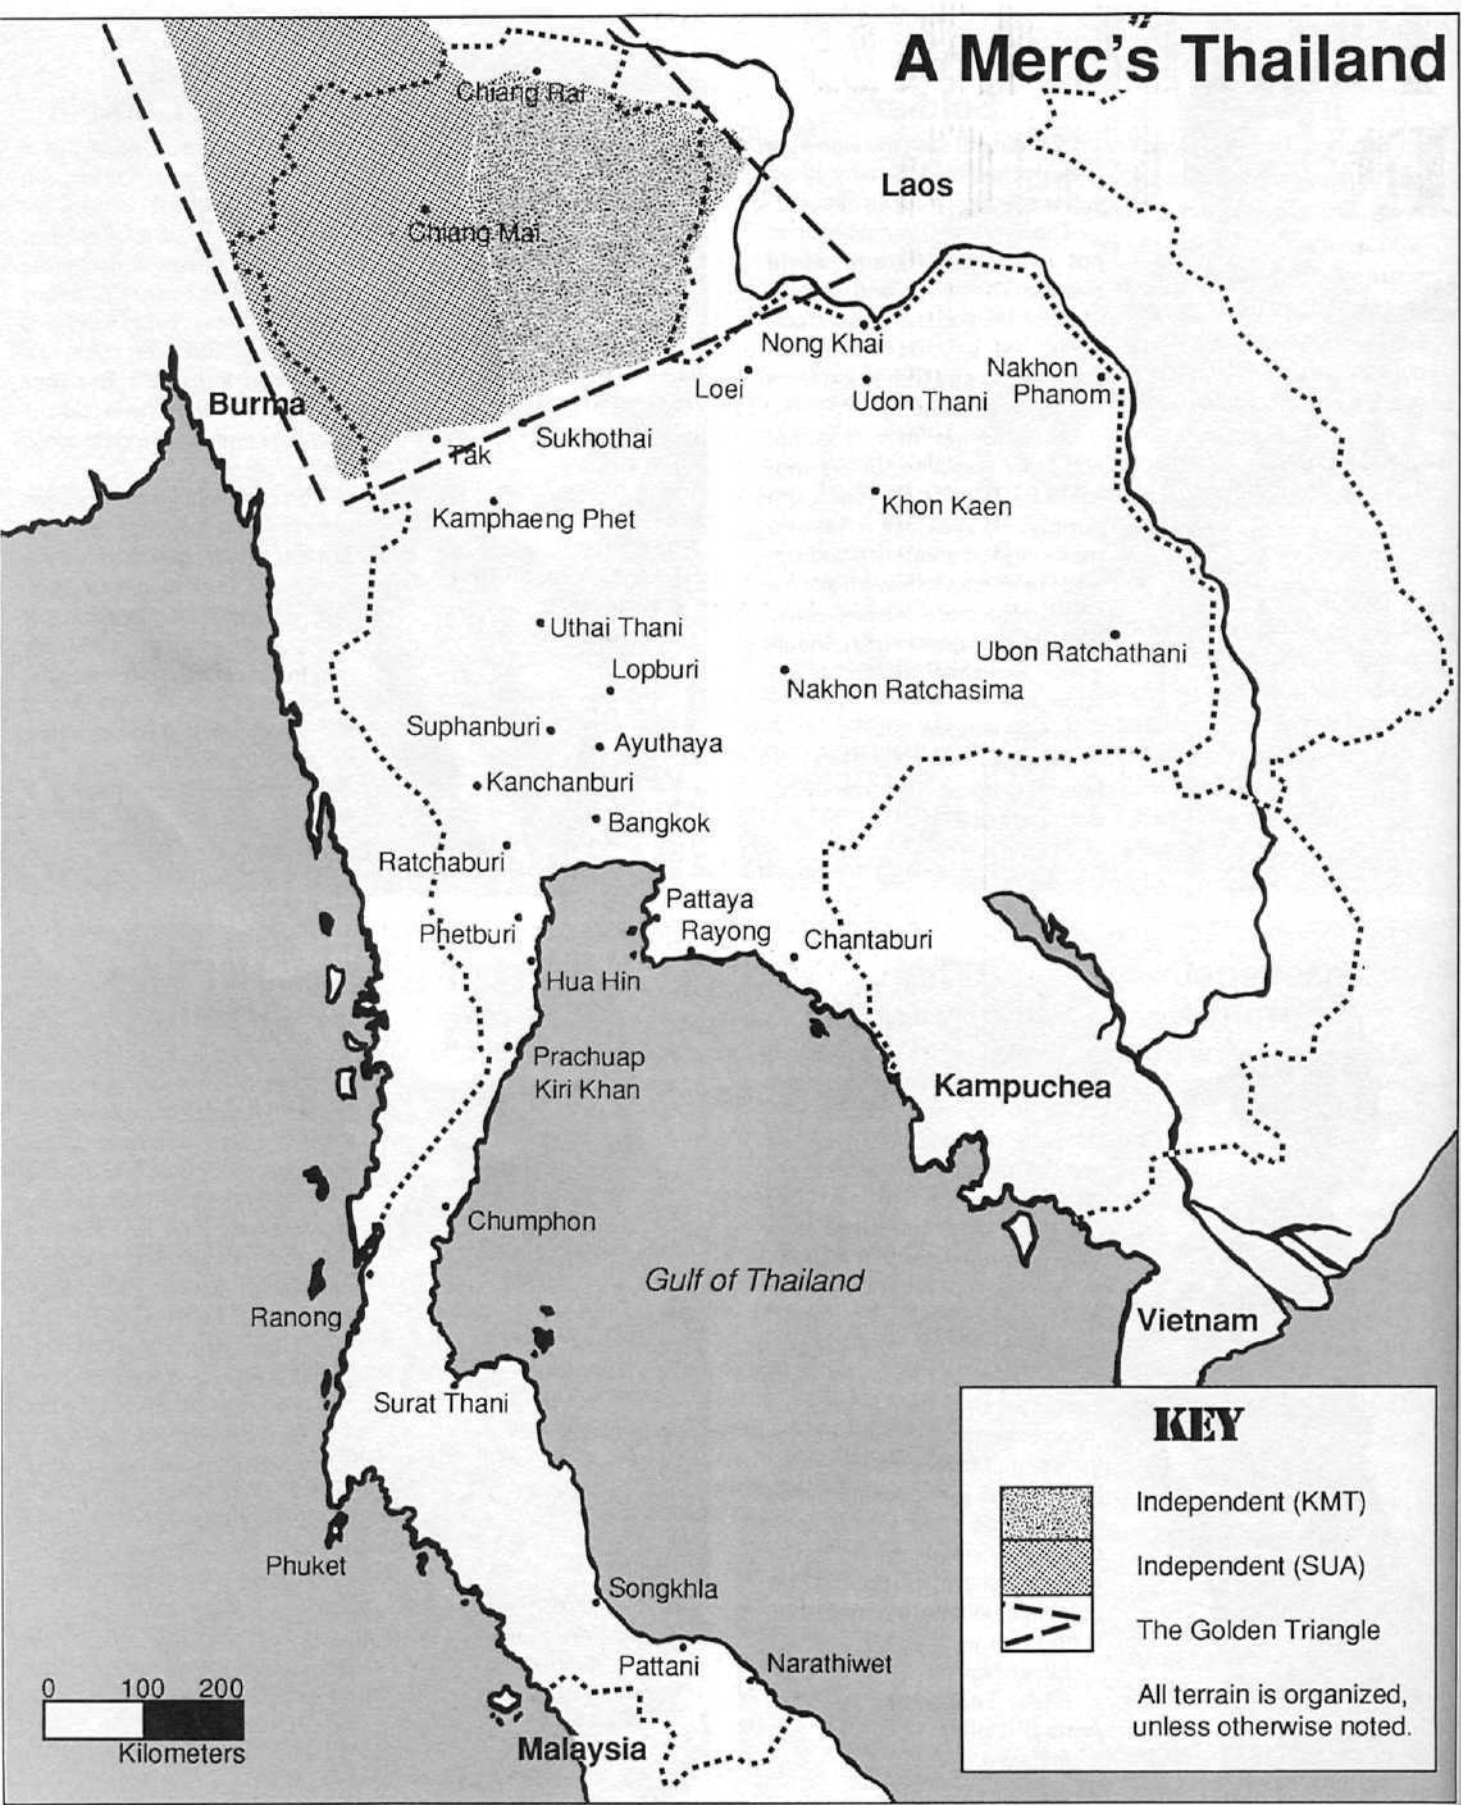 A Merc's Thailand
Chiang Rai
Laos
Chiang Mai
Nong Khai
Nakhon
Phanom
Loei
Udon Thani
Burma
Sukhothai
Tak
Khon Kaen
Kamphaeng Phet
Uthai Thani
Ubon Ratchathani
Lopburi
Nakhon Ratchasima
Suphanburi
Ayuthaya
Kanchanburi
Bangkok
Ratchaburi
Pattaya
Phetburi
Rayong
Chantaburi
Hua Hin
Prachuap
Kiri Khan
Kampuchea
Chumphon
Gulf of Thailand
Ranong
Vietnam
Surat Thani
Phuket
Songkhla
Pattani
Narathiwet
Malaysia
0 100 200
Kilometers
KEY
Independent (KMT)
Independent (SUA)
The Golden Triangle
All terrain is organized,
unless otherwise noted.